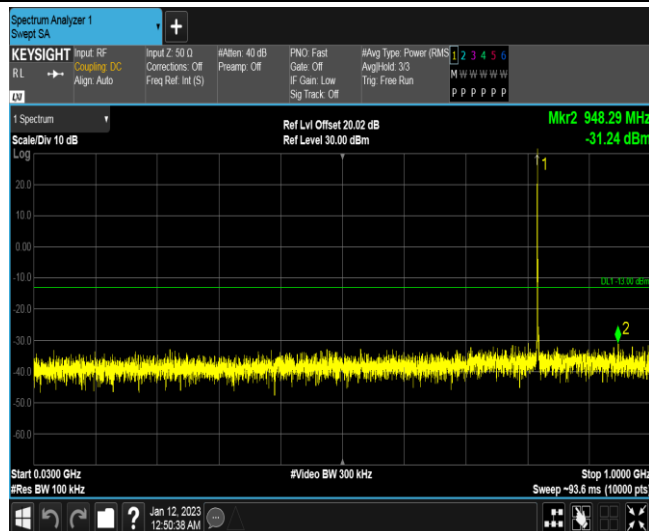 Spectrum Analyzer 1
Swept SA
+
KEYSIGHT
RL
LXI
Input: RF
Coupling: DC
Align: Auto
Input Z: 50 Ω
Corrections: Off
Freq Ref: Int (S)
#Atten: 40 dB
Preamp: Off
PNO: Fast
Gate: Off
IF Gain: Low
Sig Track: Off
#Avg Type: Power (RMS
Avg|Hold: 3/3
Trig: Free Run
1 2 3 4 5 6
M W W W W W
P P P P P P
1 Spectrum
Scale/Div 10 dB
Ref Lvl Offset 20.02 dB
Ref Level 30.00 dBm
Mkr2 948.29 MHz
-31.24 dBm
Log
1
20.0
10.0
0.00
-10.0
DL1 -13.00 dBm
-20.0
-30.0
2
-40.0
-50.0
-60.0
Start 0.0300 GHz
#Res BW 100 kHz
#Video BW 300 kHz
Stop 1.0000 GHz
Sweep ~93.6 ms (10000 pts)
?
Jan 12, 2023
12:50:38 AM